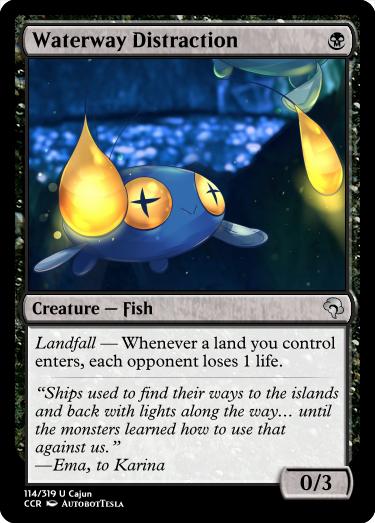 Waterway Distraction
Creature — Fish
Landfall — Whenever a land you control
enters, each opponent loses 1 life.
“Ships used to find their ways to the islands
and back with lights along the way... until
the monsters learned how to use that
against us.”
—Ema, to Karina
0/3
114/319 U Cajun
CCR AutobotTesla